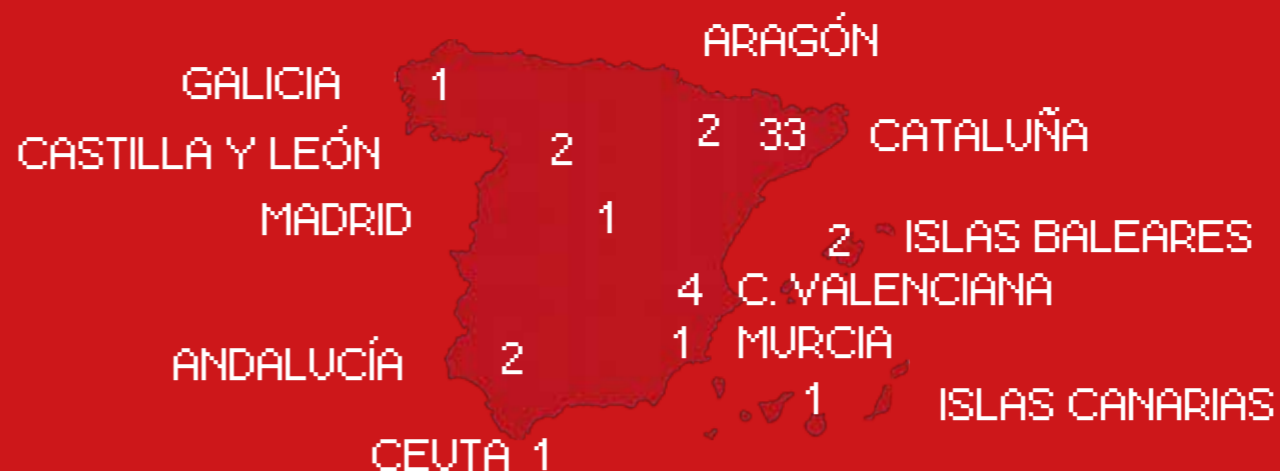 ARAGÓN
GALICIA 1
2 33 CATALUÑA
CASTILLA Y LEÓN 2
MADRID 1
2 ISLAS BALEARES
4 C. VALENCIANA
1 MURCIA
ANDALUCÍA 2
1 ISLAS CANARIAS
CEUTA 1